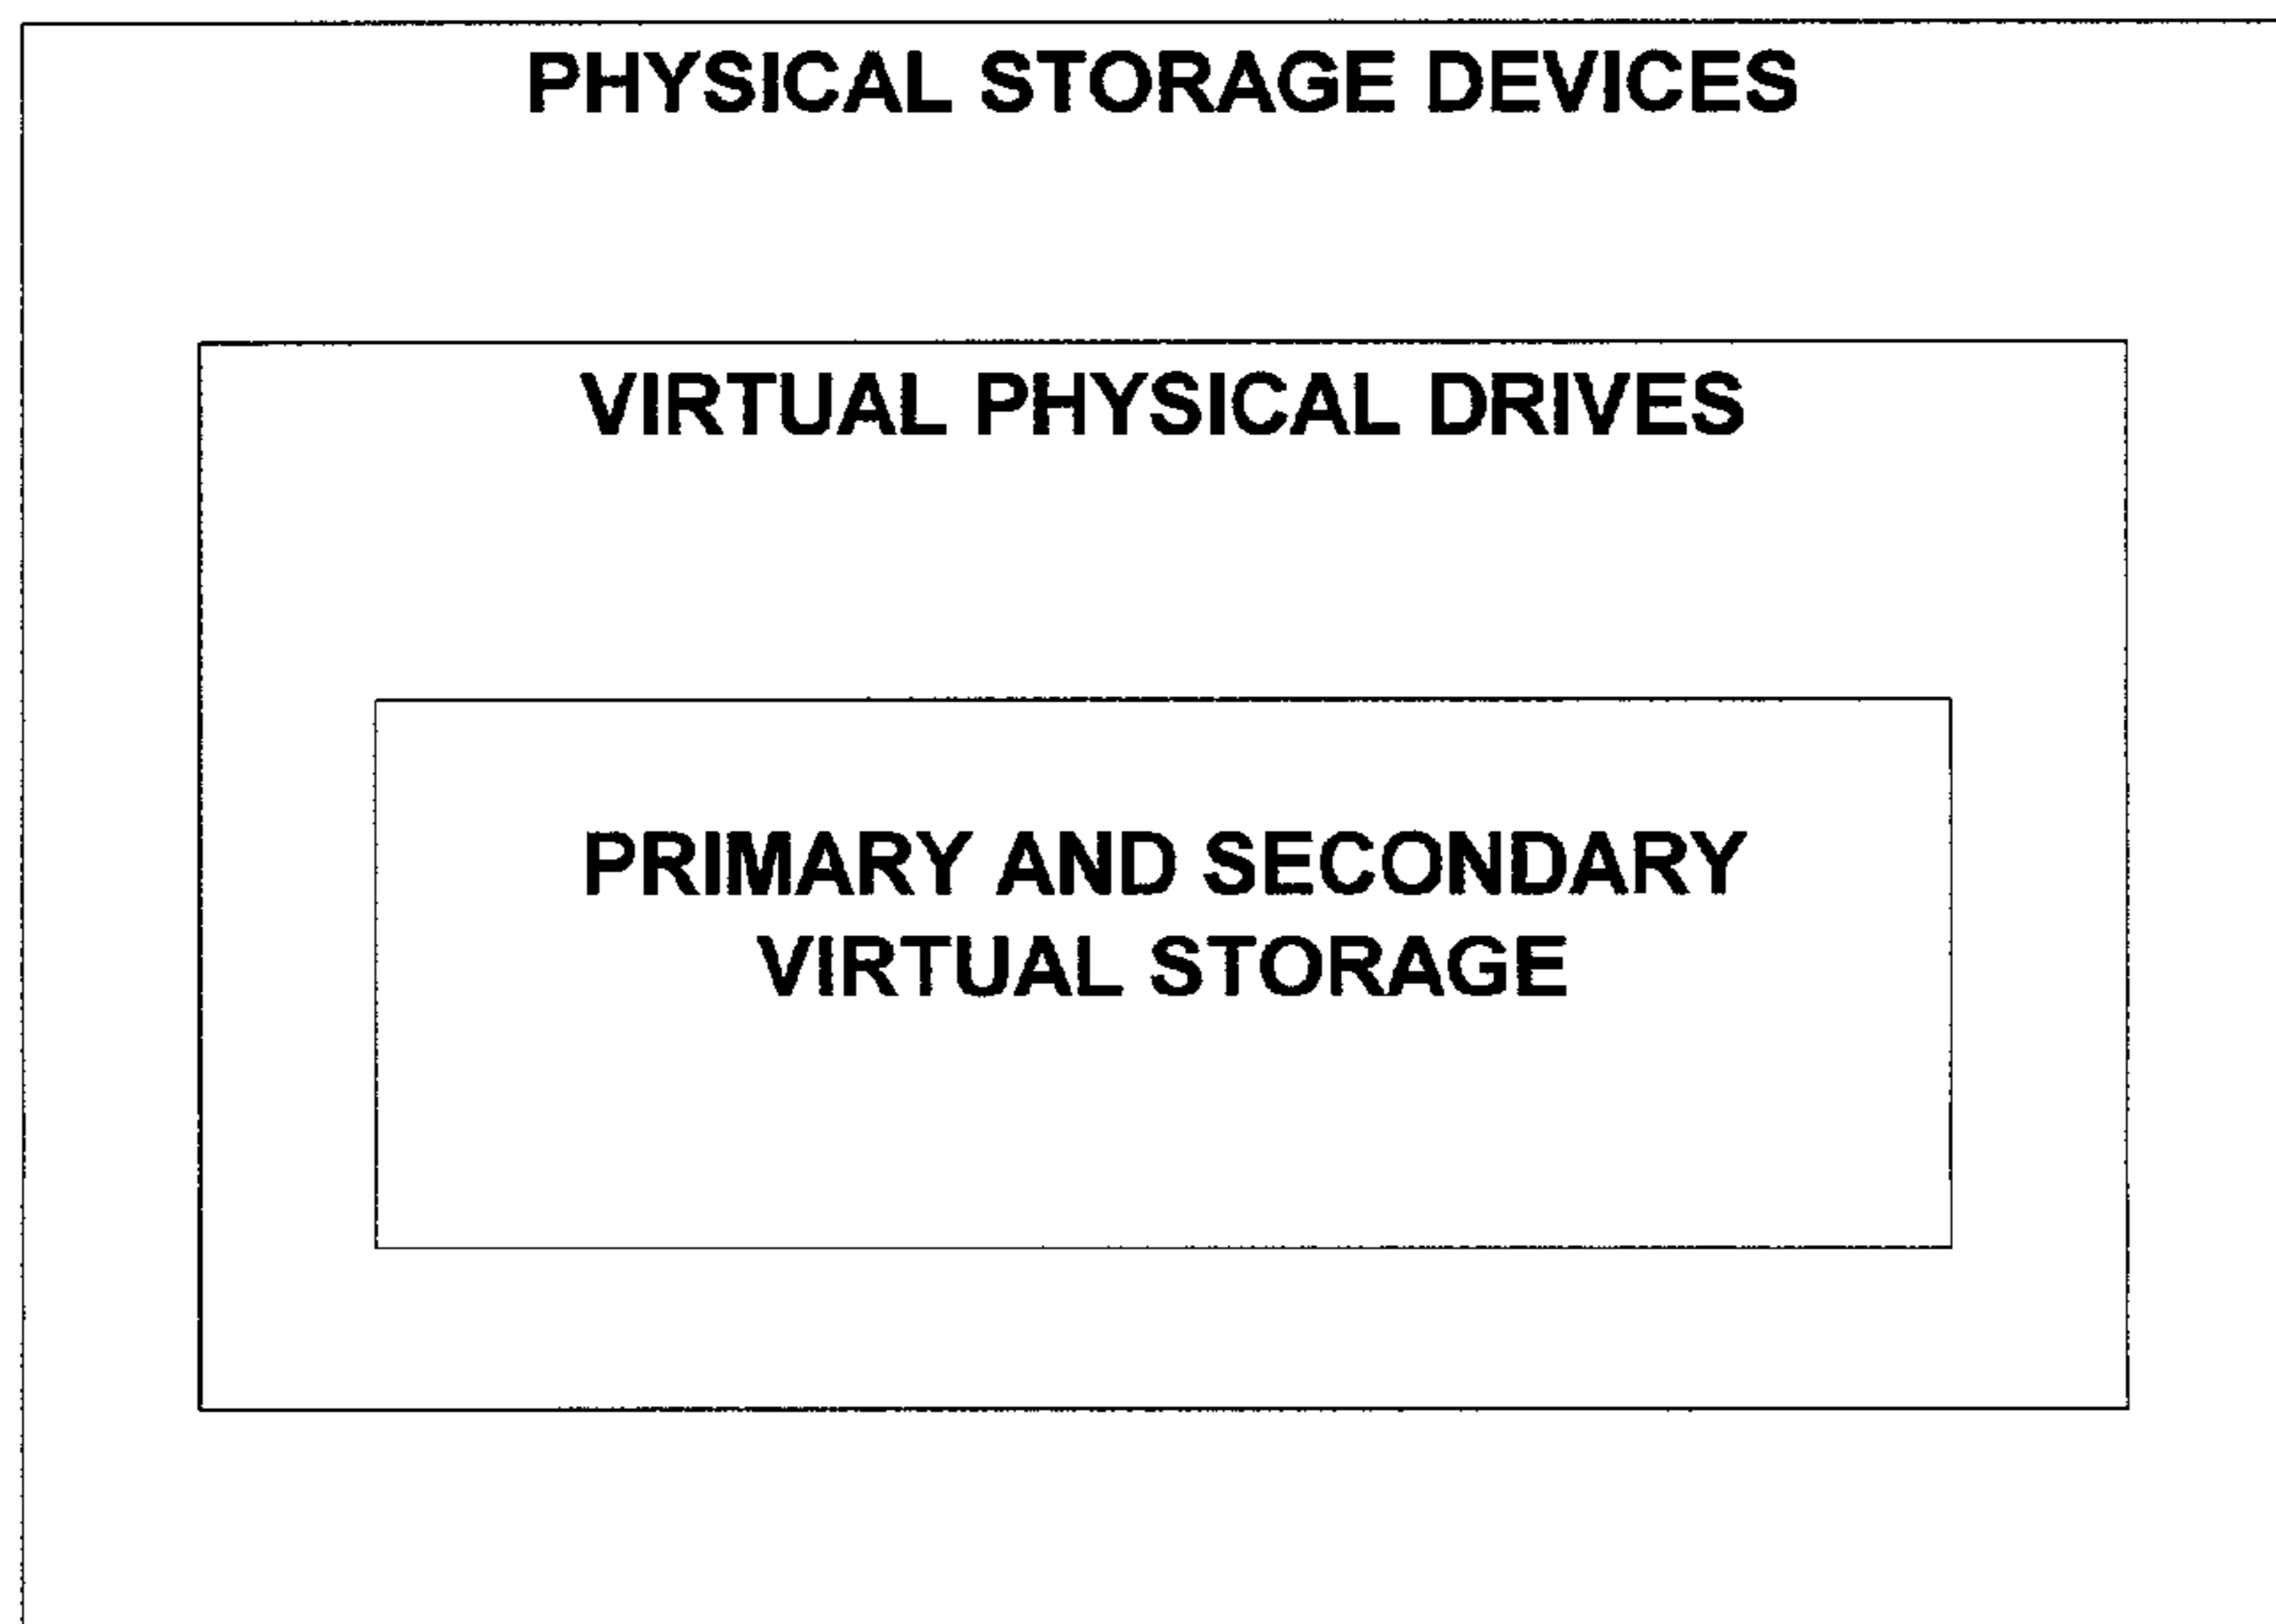 PHYSICAL STORAGE DEVICES
VIRTUAL PHYSICAL DRIVES
PRIMARY AND SECONDARY
VIRTUAL STORAGE